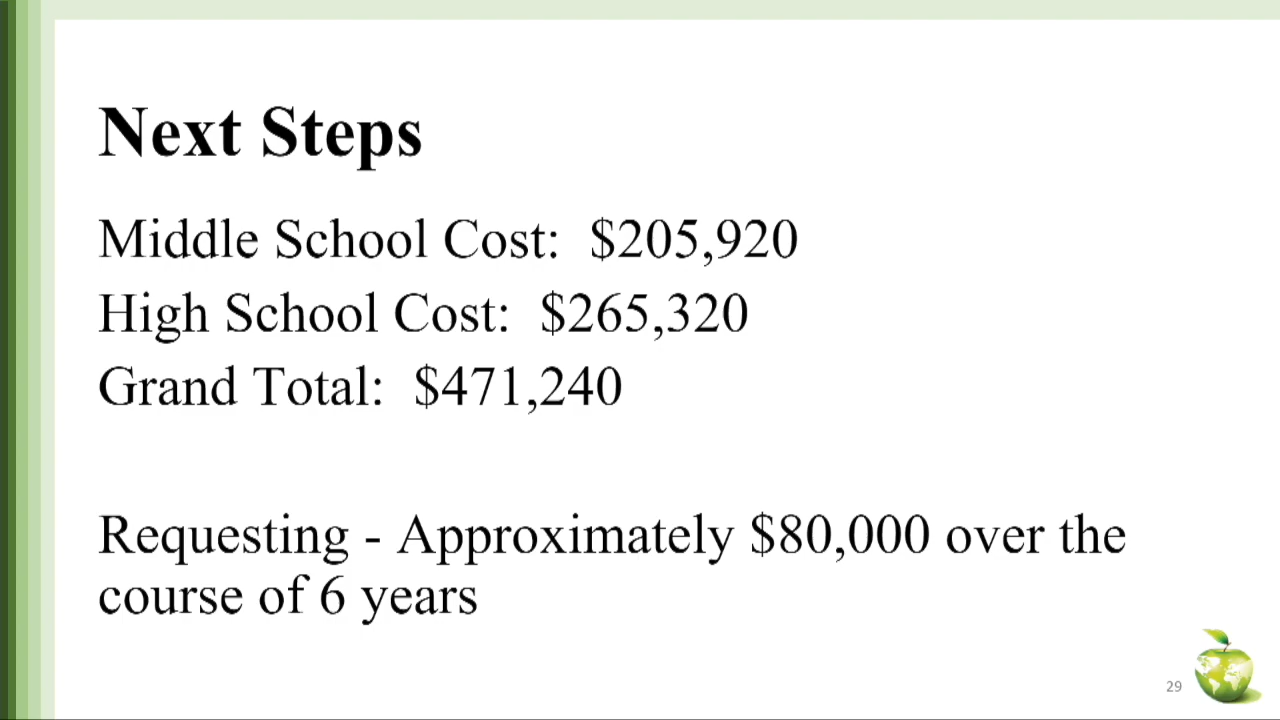 Next Steps
Middle School Cost:  $205,920
High School Cost:  $265,320
Grand Total:  $471,240
Requesting - Approximately $80,000 over the
course of 6 years
29